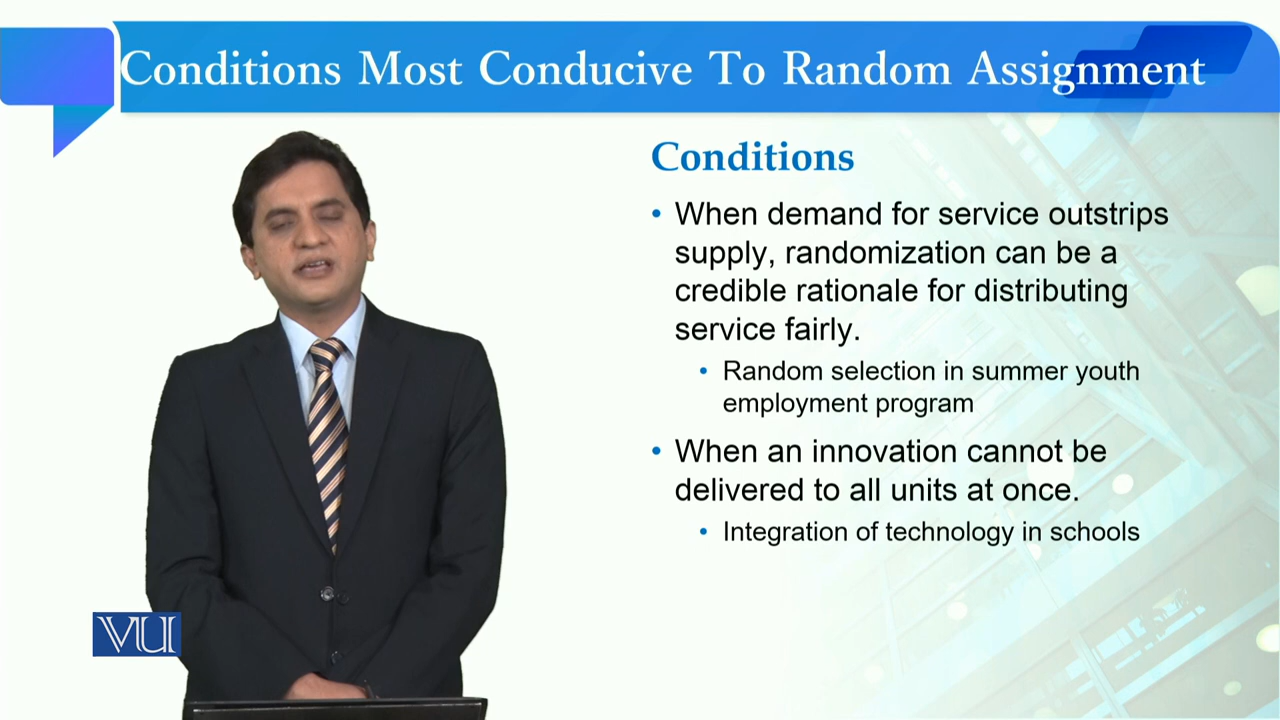 Conditions Most Conducive To Random Assignment
Conditions
• When demand for service outstrips
supply, randomization can be a
credible rationale for distributing
service fairly.
• Random selection in summer youth
employment program
• When an innovation cannot be
delivered to all units at once.
• Integration of technology in schools
VU